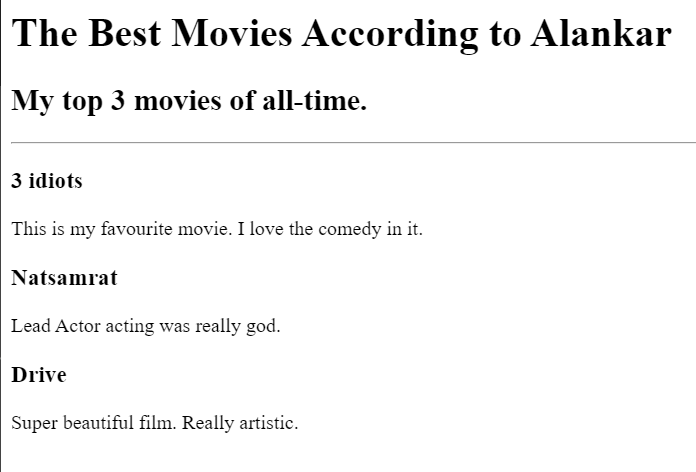 The Best Movies According to Alankar
My top 3 movies of all-time.
3 idiots
This is my favourite movie. I love the comedy in it.
Natsamrat
Lead Actor acting was really god.
Drive
Super beautiful film. Really artistic.